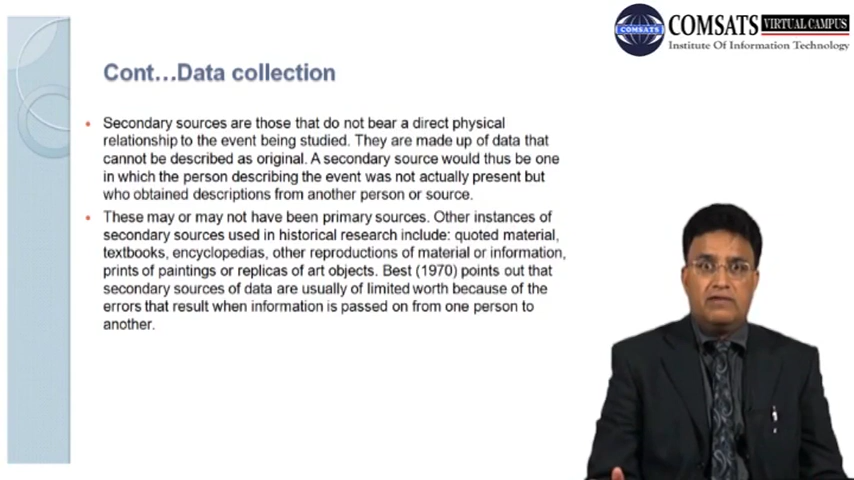 COMSATS VIRTUAL CAMPUS
COMSATS
Institute Of Information Technology
Cont...Data collection
Secondary sources are those that do not bear a direct physical
relationship to the event being studied. They are made up of data that
cannot be described as original. A secondary source would thus be one
in which the person describing the event was not actually present but
who obtained descriptions from another person or source.
These may or may not have been primary sources. Other instances of
secondary sources used in historical research include: quoted material,
textbooks, encyclopedias, other reproductions of material or information,
prints of paintings or replicas of art objects. Best (1970) points out that
secondary sources of data are usually of limited worth because of the
errors that result when information is passed on from one person to
another.